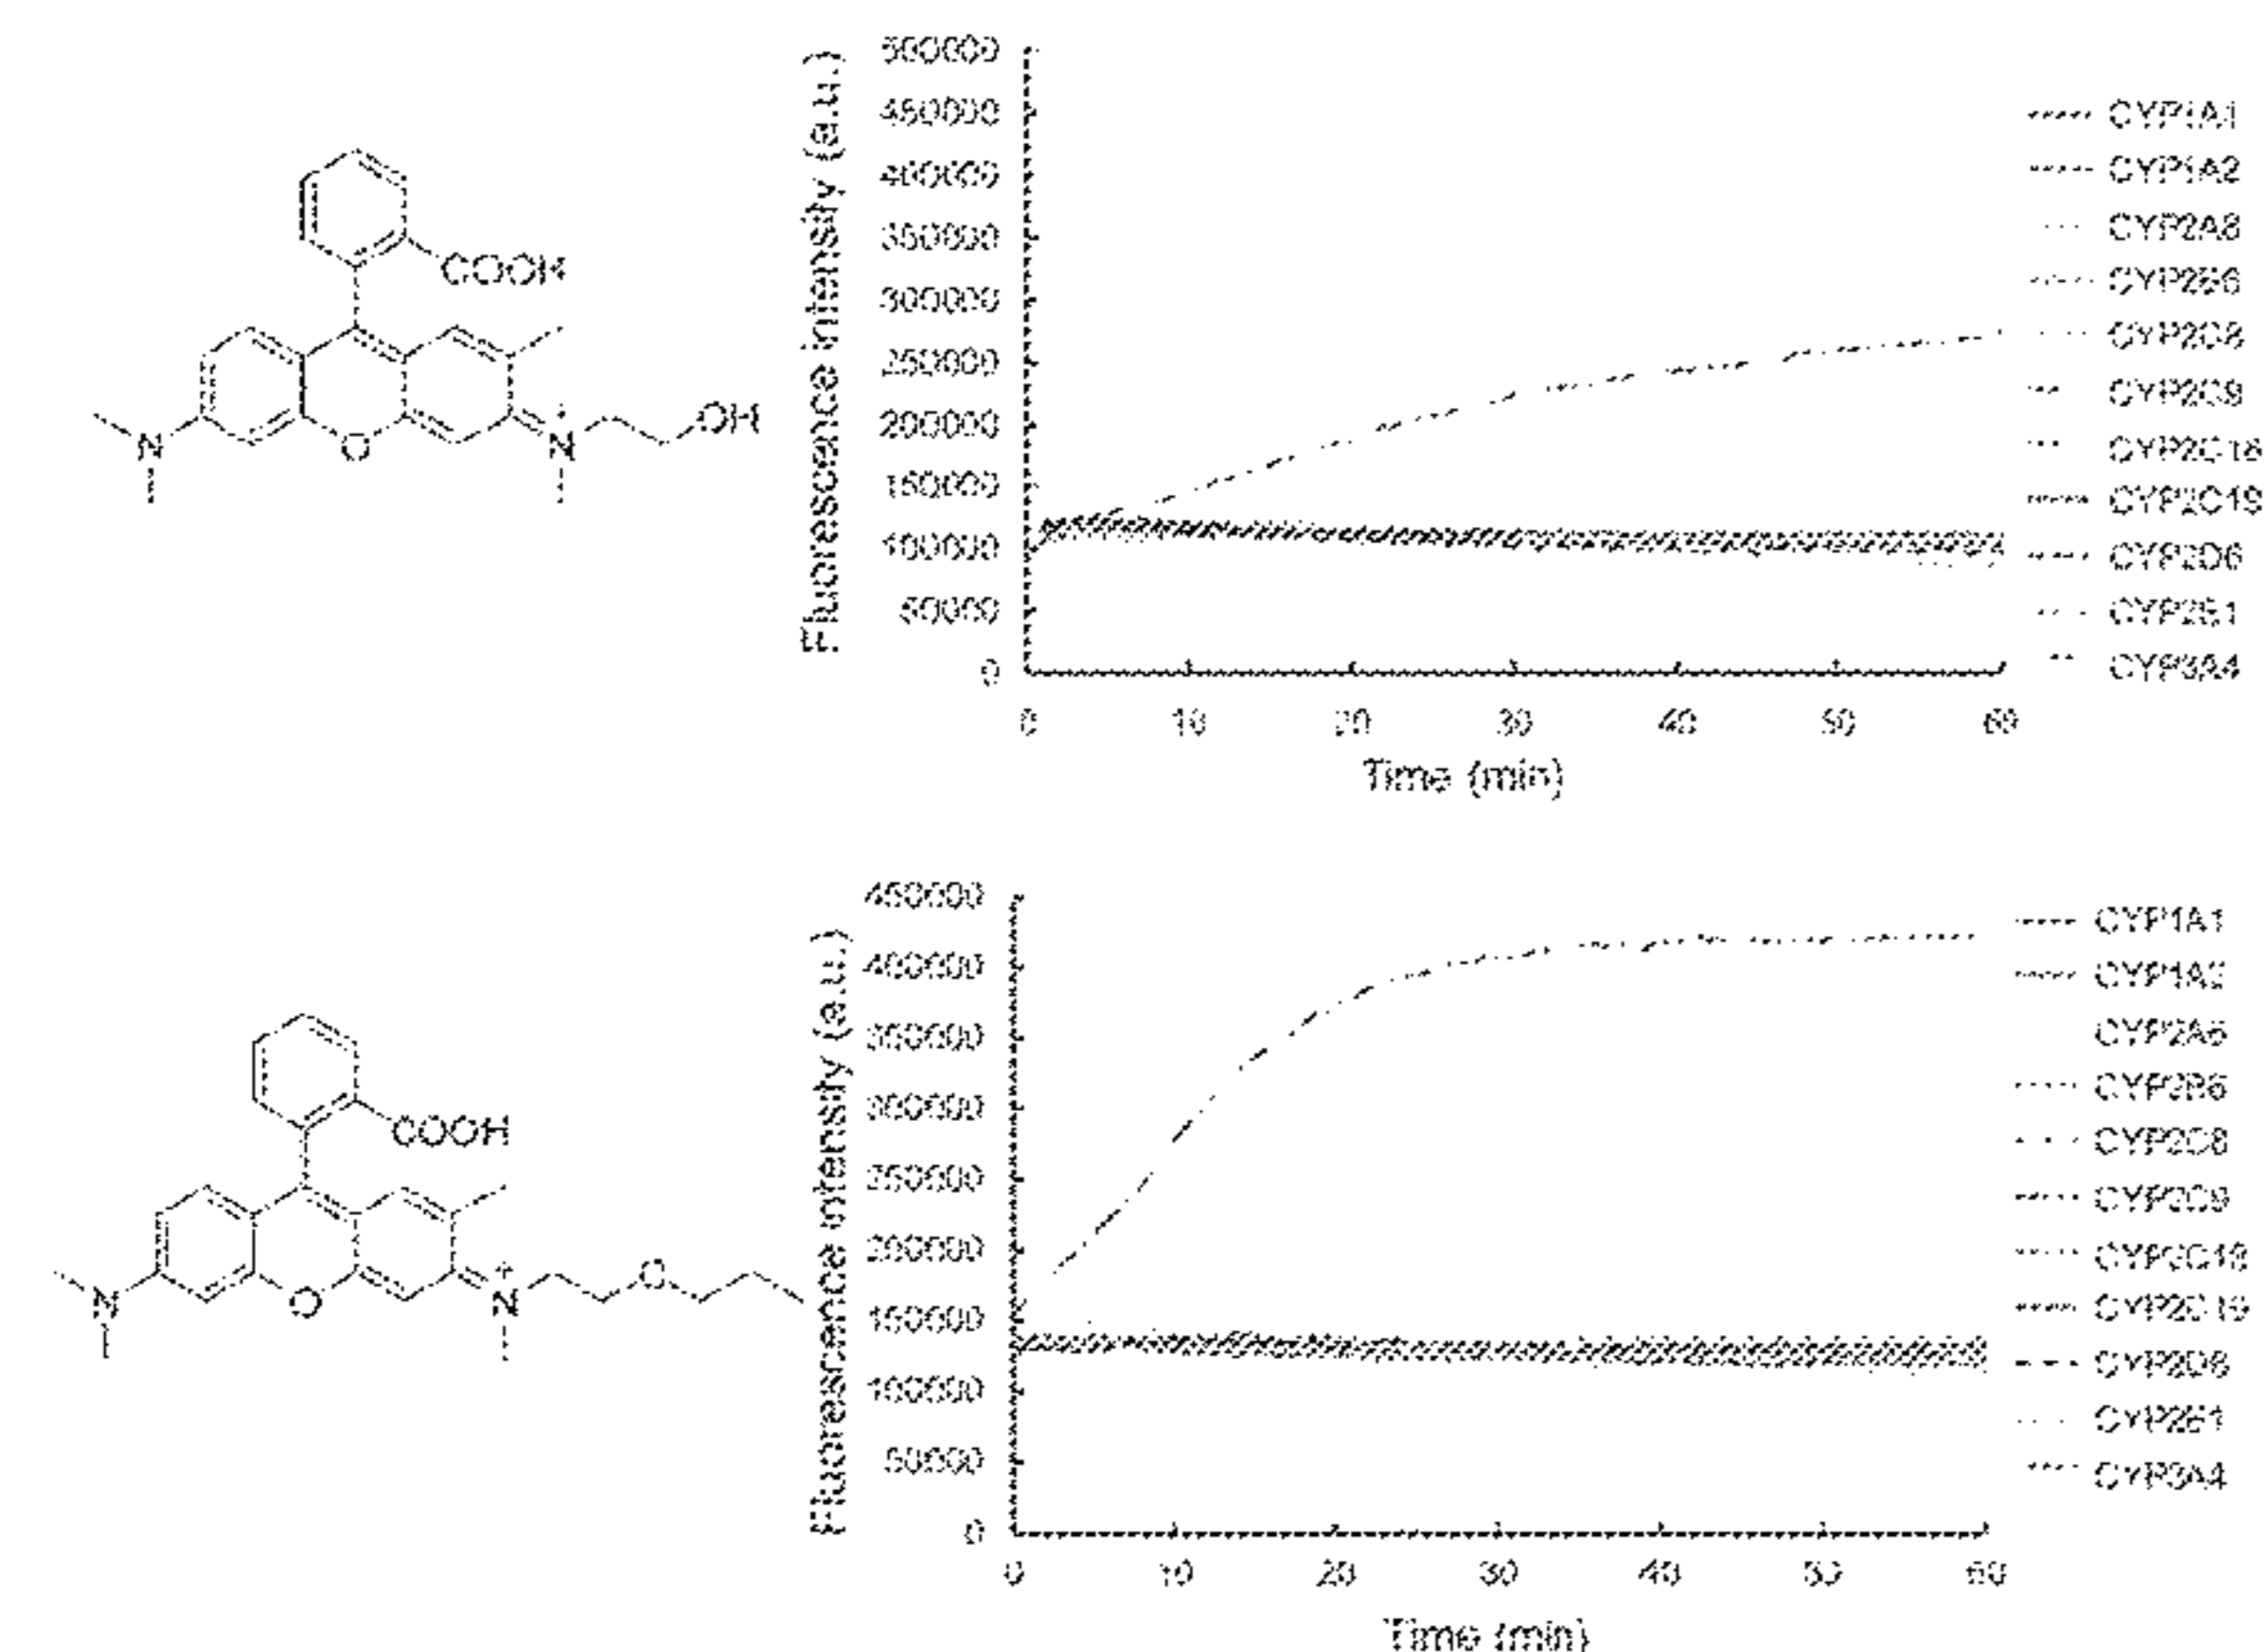 COOH
N
O
N
+
OH
Fluorescence intensity (a.u.)
500000
450000
400000
350000
300000
250000
200000
150000
100000
50000
0
0 10 20 30 40 50 60
Time (min)
CYP1A1
CYP1A2
CYP2B6
CYP2C8
CYP2C9
CYP2C19
CYP2D6
CYP3A4
COOH
N
O
N
+
O
Fluorescence intensity (a.u.)
450000
400000
350000
300000
250000
200000
150000
100000
50000
0
0 10 20 30 40 50 60
Time (min)
CYP1A1
CYP1A2
CYP2A6
CYP2B6
CYP2C8
CYP2C9
CYP2C18
CYP2C19
CYP2D6
CYP2E1
CYP3A4